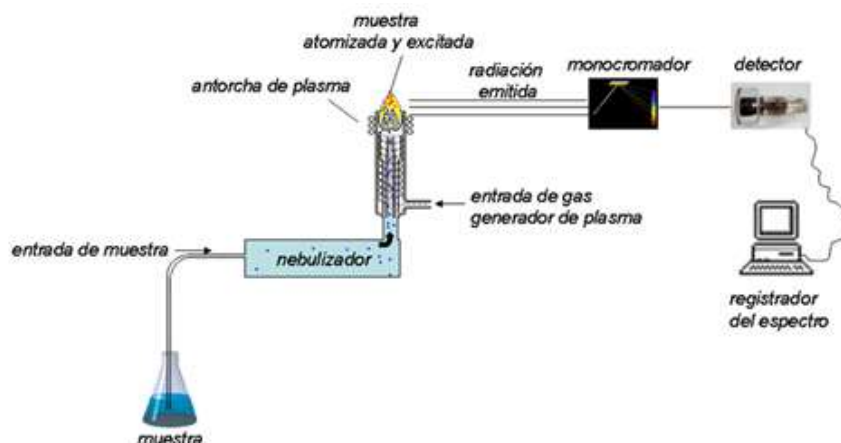 muestra
atomizada y excitada
antorcha de plasma
radiación
emitida
monocromador
detector
entrada de gas
generador de plasma
entrada de muestra
nebulizador
registrador
del espectro
muestra